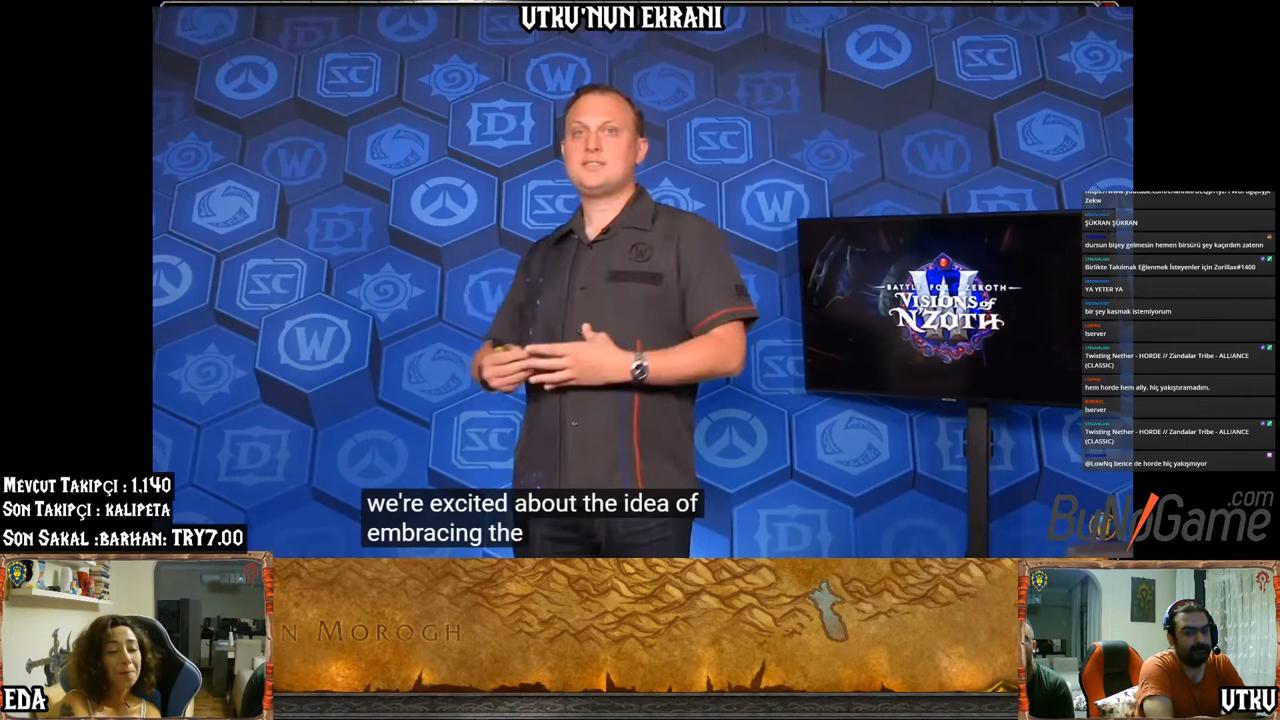 UTKU'NUN EKRANI
BATTLE FOR AZEROTH
VISIONS of
N'ZOTH
we're excited about the idea of
embracing the
Zekw
ŞÜKRAN ŞÜKRAN
dursun bişey gelmesin hemen birsürü şey kaçırdım zatenn
Birlikte Takılmak Eğlenmek İsteyenler için Zorillax#1400
YA YETER YA
bir şey kasmak istemiyorum
!server
Twisting Nether - HORDE // Zandalar Tribe - ALLIANCE
(CLASSIC)
hem horde hem ally. hiç yakıştıramadım.
!server
Twisting Nether - HORDE // Zandalar Tribe - ALLIANCE
(CLASSIC)
@LowNq bence de horde hiç yakışmıyor
BuNoGame.com
MEVCUT TAKIPÇI : 1.140
SON TAKIPÇI : KALIPETA
SON SAKAL :BARHAN: TRY7.00
N MOROGH
EDA
UTKU